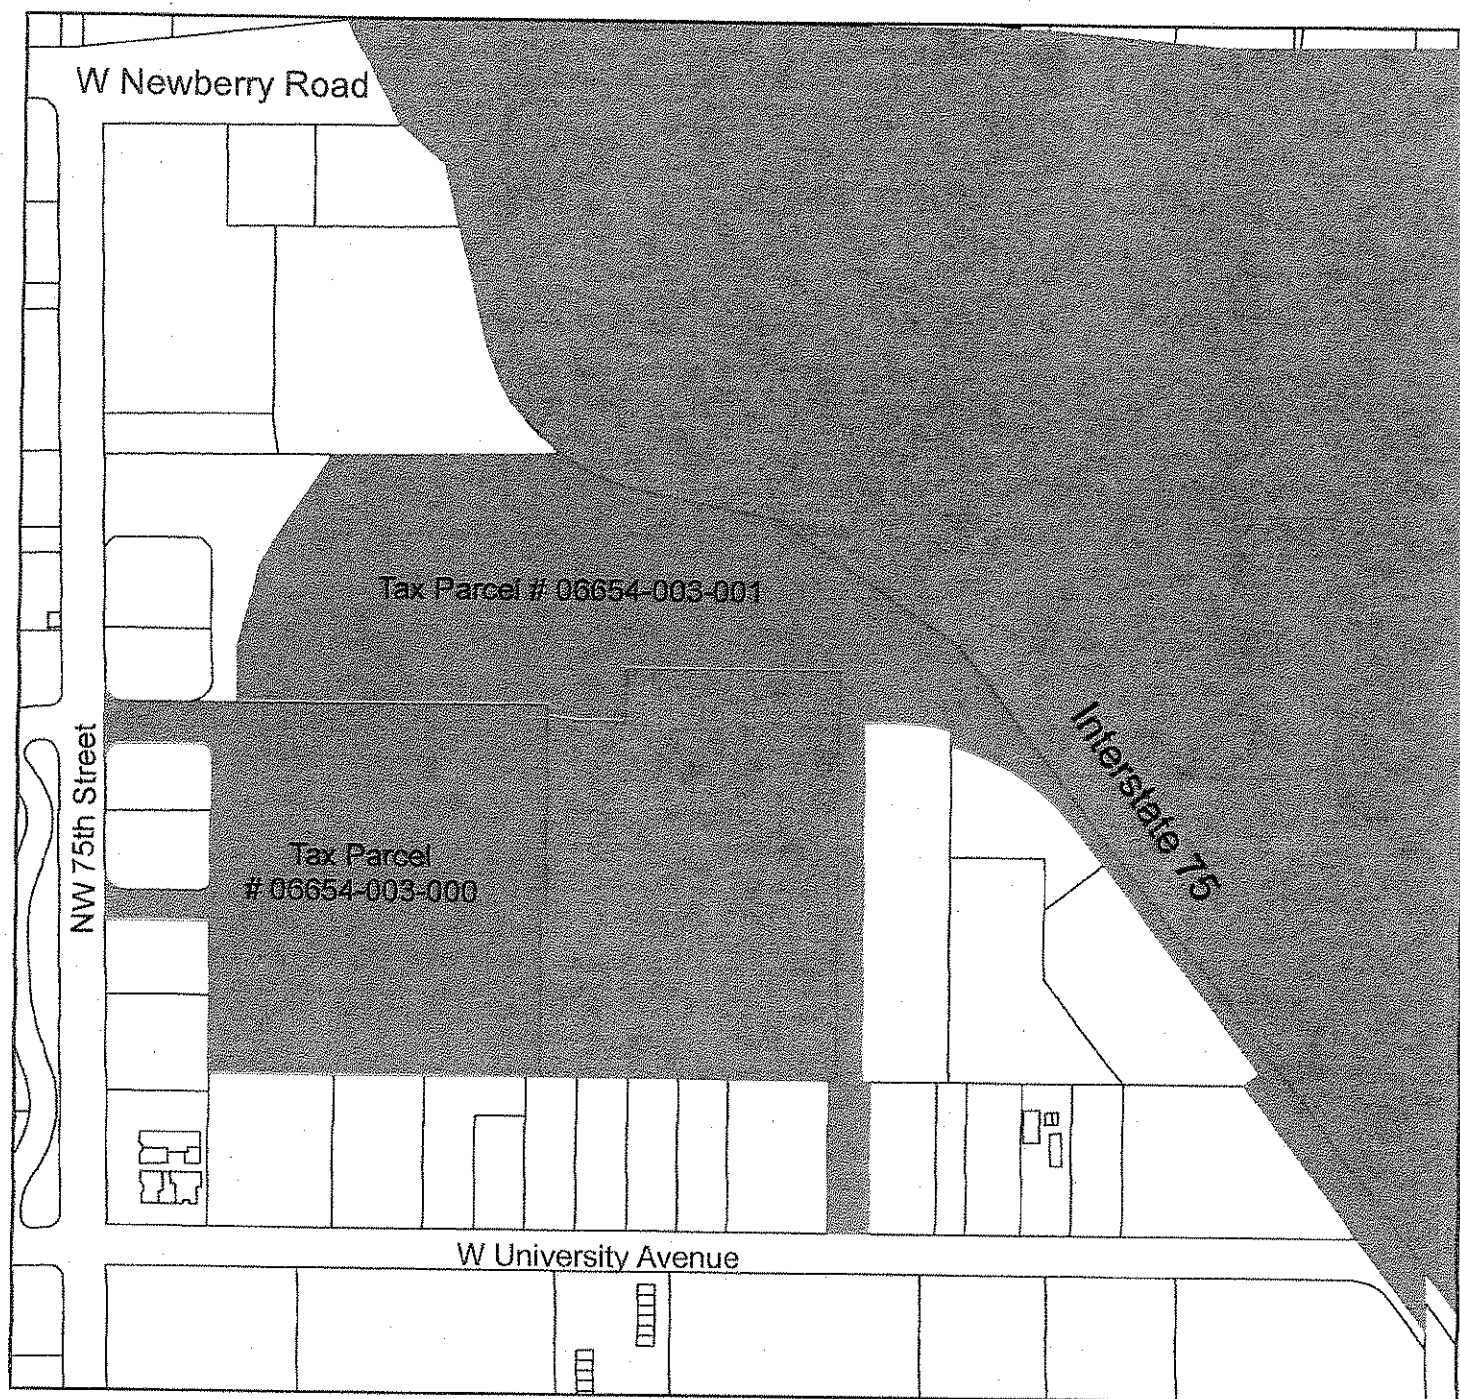 W Newberry Road
Tax Parcel # 06654-003-001
Interstate 75
NW 75th Street
Tax Parcel
# 06654-003-000
W University Avenue